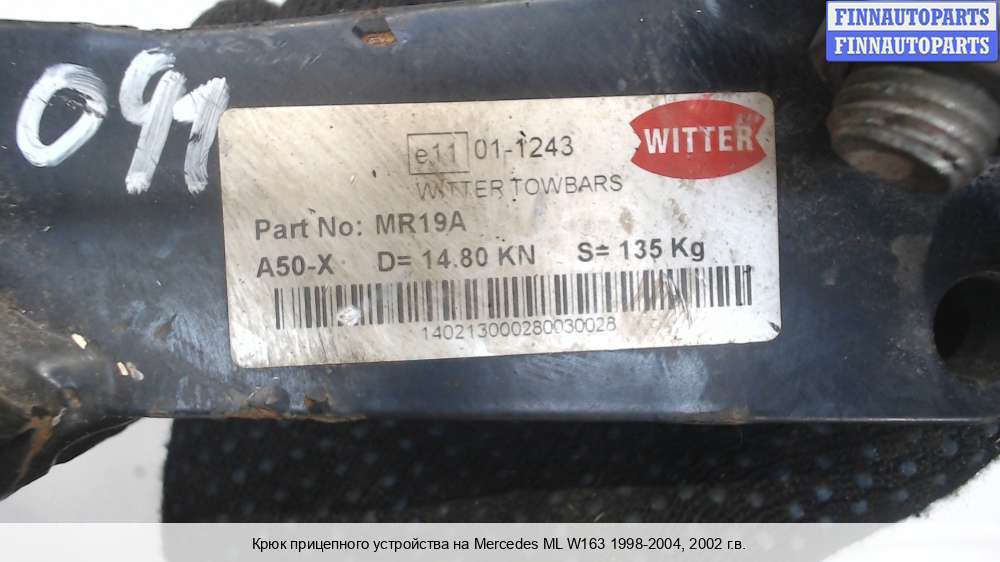 FINNAUTOPARTS
FINNAUTOPARTS
091
e11 01-1243
WITTER
WITTER TOWBARS
Part No: MR19A
A50-X D= 14.80 KN S= 135 Kg
140213000280030028
Крюк прицепного устройства на Mercedes ML W163 1998-2004, 2002 г.в.